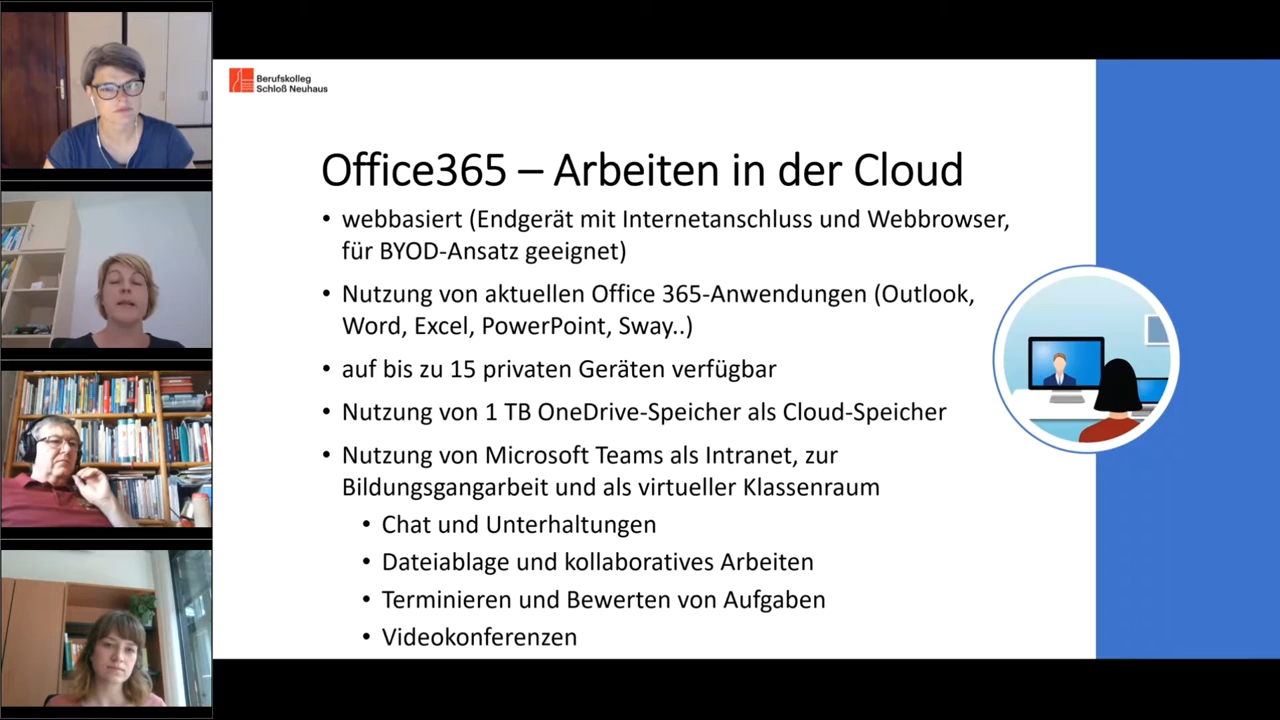 Berufskolleg
Schloß Neuhaus
Office365 – Arbeiten in der Cloud
• webbasiert (Endgerät mit Internetanschluss und Webbrowser,
für BYOD-Ansatz geeignet)
• Nutzung von aktuellen Office 365-Anwendungen (Outlook,
Word, Excel, PowerPoint, Sway..)
• auf bis zu 15 privaten Geräten verfügbar
• Nutzung von 1 TB OneDrive-Speicher als Cloud-Speicher
• Nutzung von Microsoft Teams als Intranet, zur
Bildungsgangarbeit und als virtueller Klassenraum
• Chat und Unterhaltungen
• Dateiablage und kollaboratives Arbeiten
• Terminieren und Bewerten von Aufgaben
• Videokonferenzen